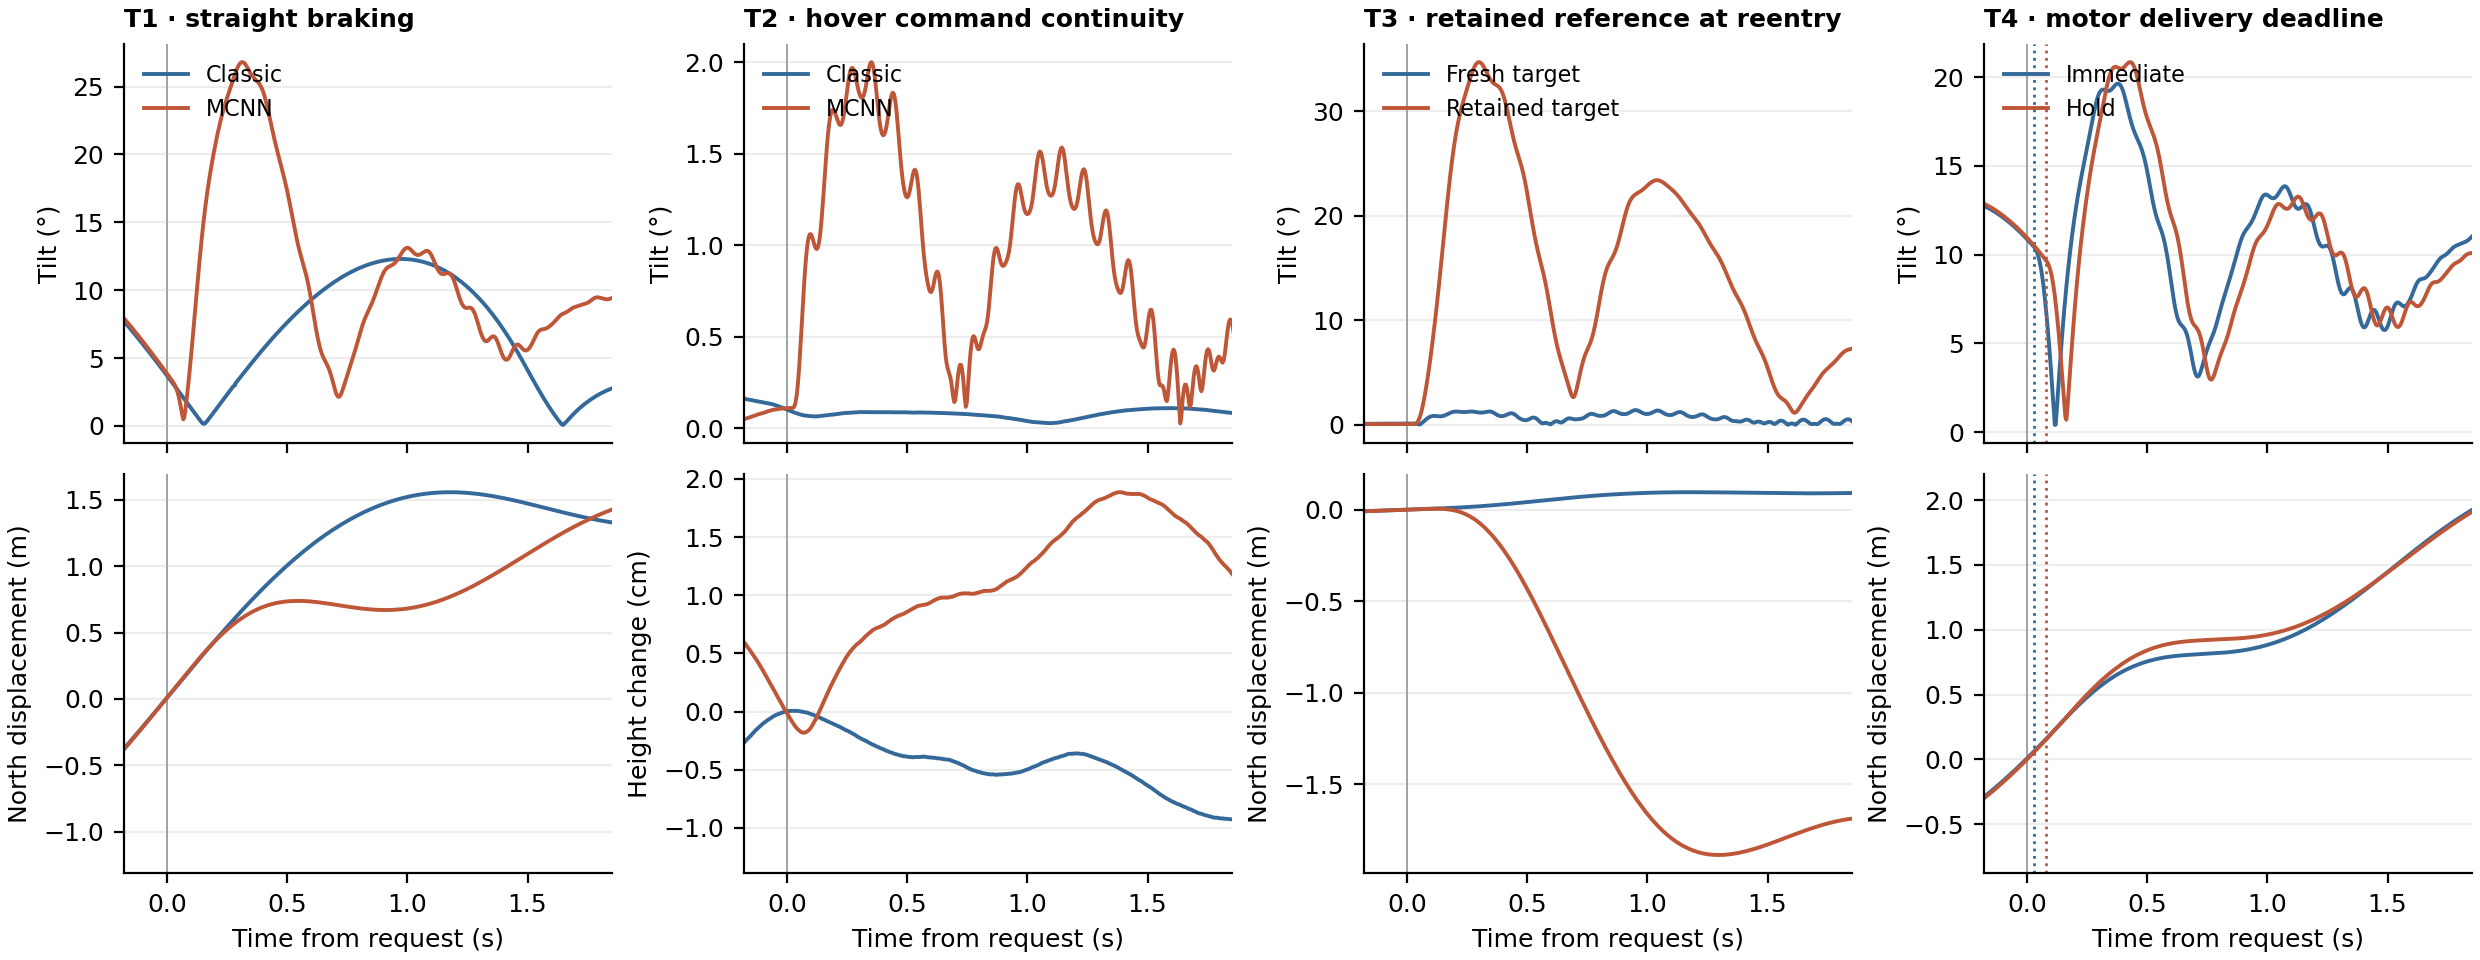 T1 · straight braking
Tilt (°)
25
20
15
10
5
0
Classic
MCNN
T2 · hover command continuity
Tilt (°)
2.0
1.5
1.0
0.5
0.0
Classic
MCNN
T3 · retained reference at reentry
Tilt (°)
30
20
10
0
Fresh target
Retained target
T4 · motor delivery deadline
Tilt (°)
20
15
10
5
0
Immediate
Hold
North displacement (m)
1.5
1.0
0.5
0.0
−0.5
−1.0
0.0 0.5 1.0 1.5
Time from request (s)
Height change (cm)
2.0
1.5
1.0
0.5
0.0
−0.5
−1.0
0.0 0.5 1.0 1.5
Time from request (s)
North displacement (m)
0.0
−0.5
−1.0
−1.5
0.0 0.5 1.0 1.5
Time from request (s)
North displacement (m)
2.0
1.5
1.0
0.5
0.0
−0.5
0.0 0.5 1.0 1.5
Time from request (s)